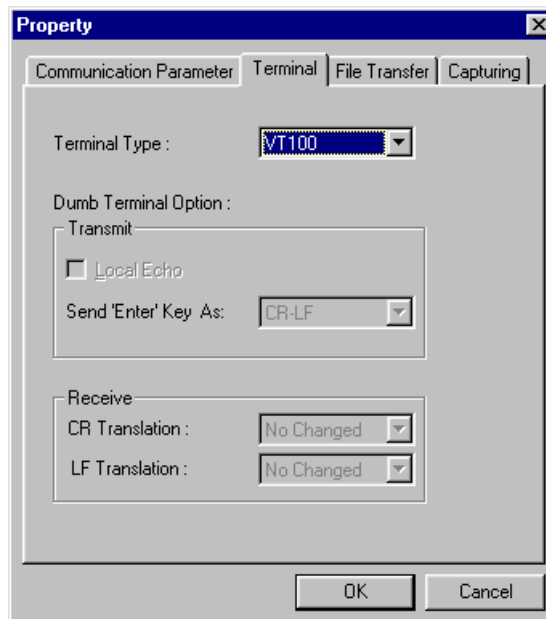 Property
Communication Parameter Terminal File Transfer Capturing
Terminal Type : VT100
Dumb Terminal Option :
Transmit
Local Echo
Send 'Enter' Key As: CR-LF
Receive
CR Translation : No Changed
LF Translation : No Changed
OK Cancel